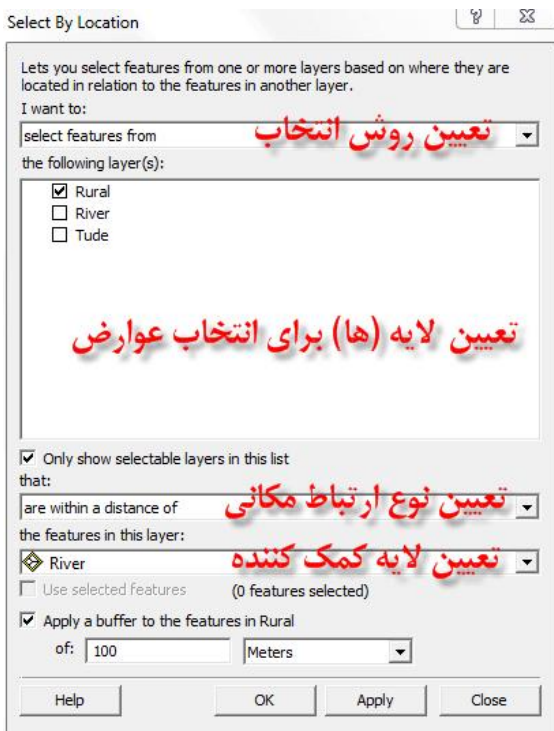 Select By Location
Lets you select features from one or more layers based on where they are
located in relation to the features in another layer.
I want to:
select features from
تعیین روش انتخاب
the following layer(s):
Rural
River
Tude
تعیین لایه (ها) برای انتخاب عوارض
Only show selectable layers in this list
that:
are within a distance of
تعیین نوع ارتباط مکانی
the features in this layer:
River
تعیین لایه کمک کننده
Use selected features (0 features selected)
Apply a buffer to the features in Rural
of: 100 Meters
Help OK Apply Close